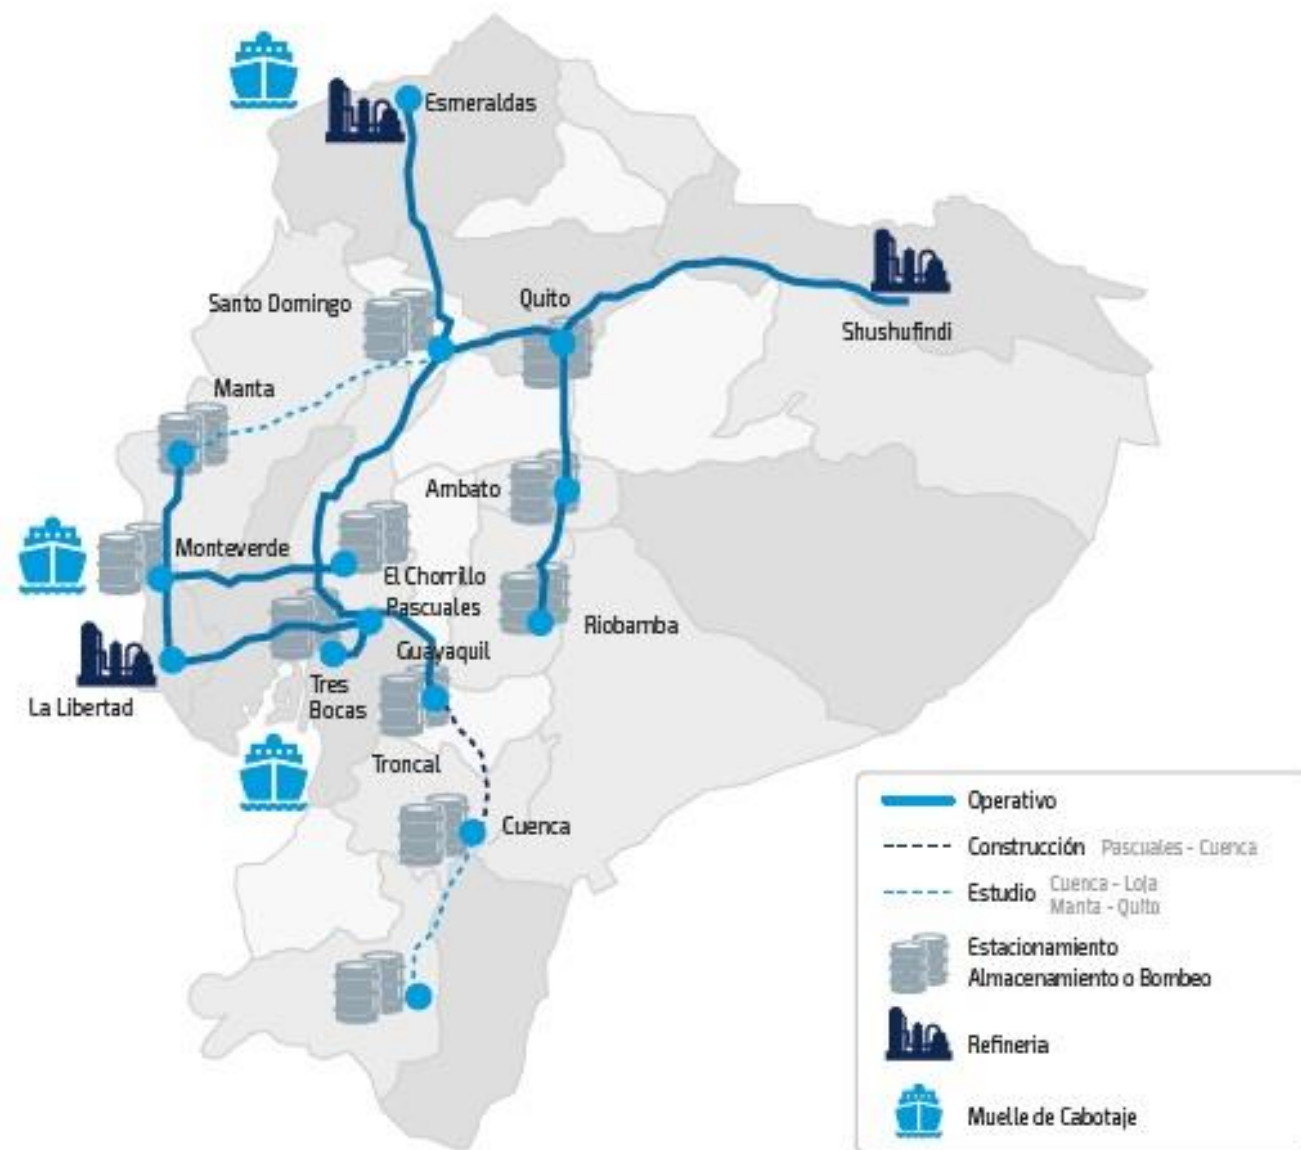 Esmeraldas
Santo Domingo
Quito
Shushufindi
Manta
Ambato
Monteverde
El Chorrillo
Pascuales
Riobamba
Guayaquil
La Libertad
Tres
Bocas
Troncal
Cuenca
Operativo
Construcción Pascuales - Cuenca
Estudio Cuenca - Loja
Manta - Quito
Estacionamiento
Almacenamiento o Bombeo
Refineria
Muelle de Cabotaje